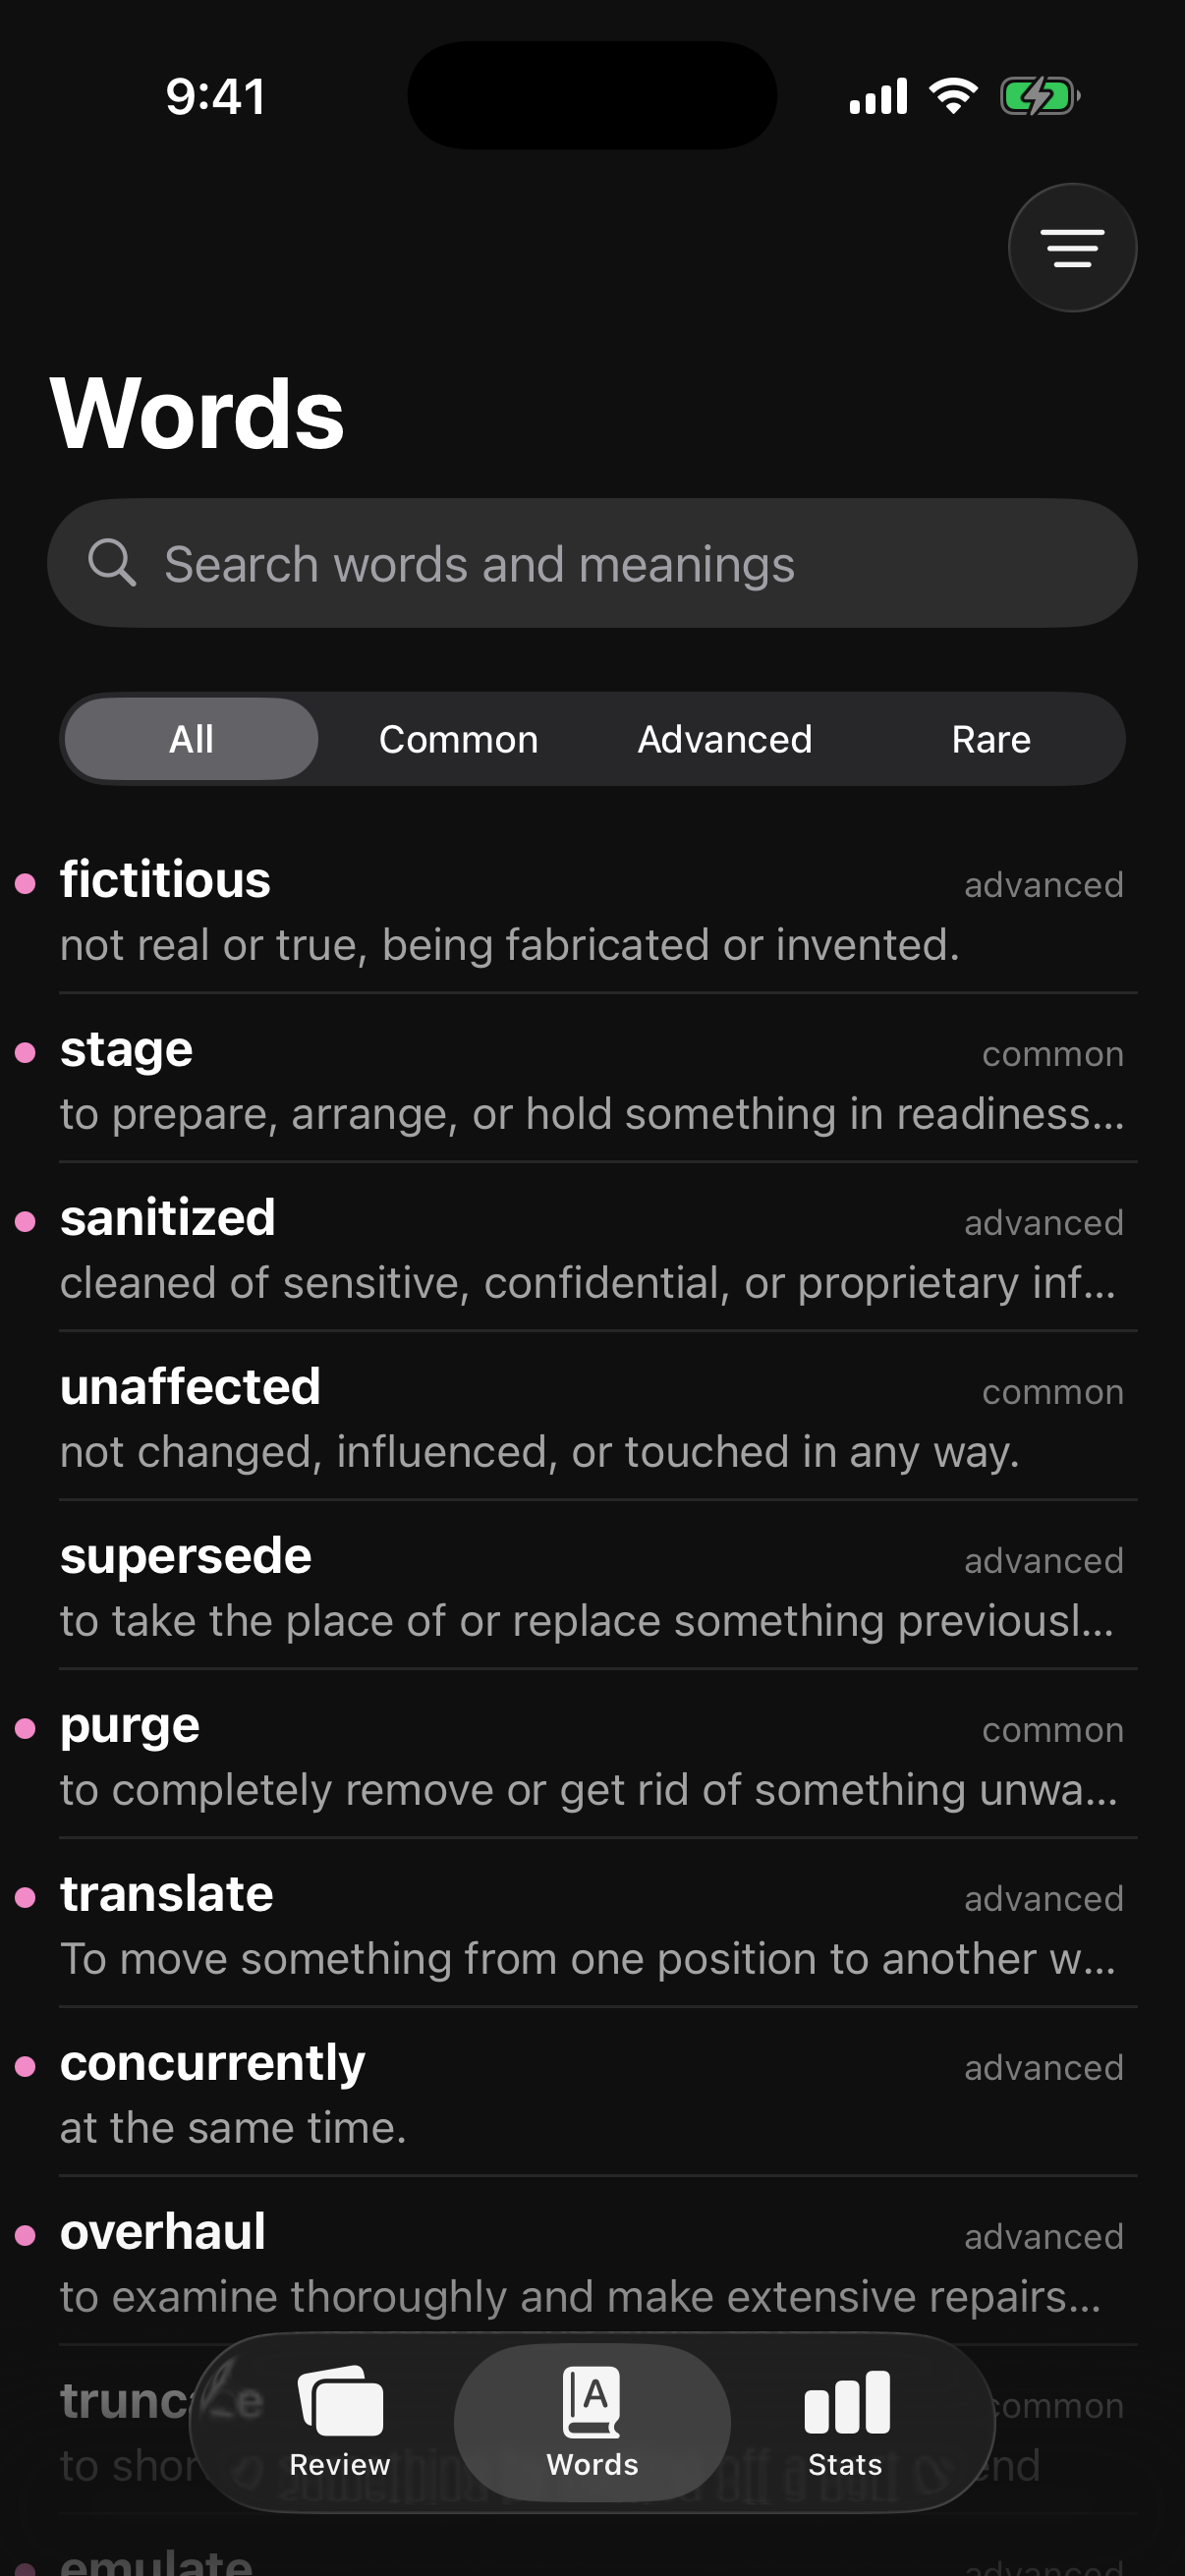 9:41
Words
Search words and meanings
All Common Advanced Rare
fictitious advanced
not real or true, being fabricated or invented.
stage common
to prepare, arrange, or hold something in readiness...
sanitized advanced
cleaned of sensitive, confidential, or proprietary inf...
unaffected common
not changed, influenced, or touched in any way.
supersede advanced
to take the place of or replace something previousl...
purge common
to completely remove or get rid of something unwa...
translate advanced
To move something from one position to another w...
concurrently advanced
at the same time.
overhaul advanced
to examine thoroughly and make extensive repairs...
common
to
Review Words Stats
emulate advanced